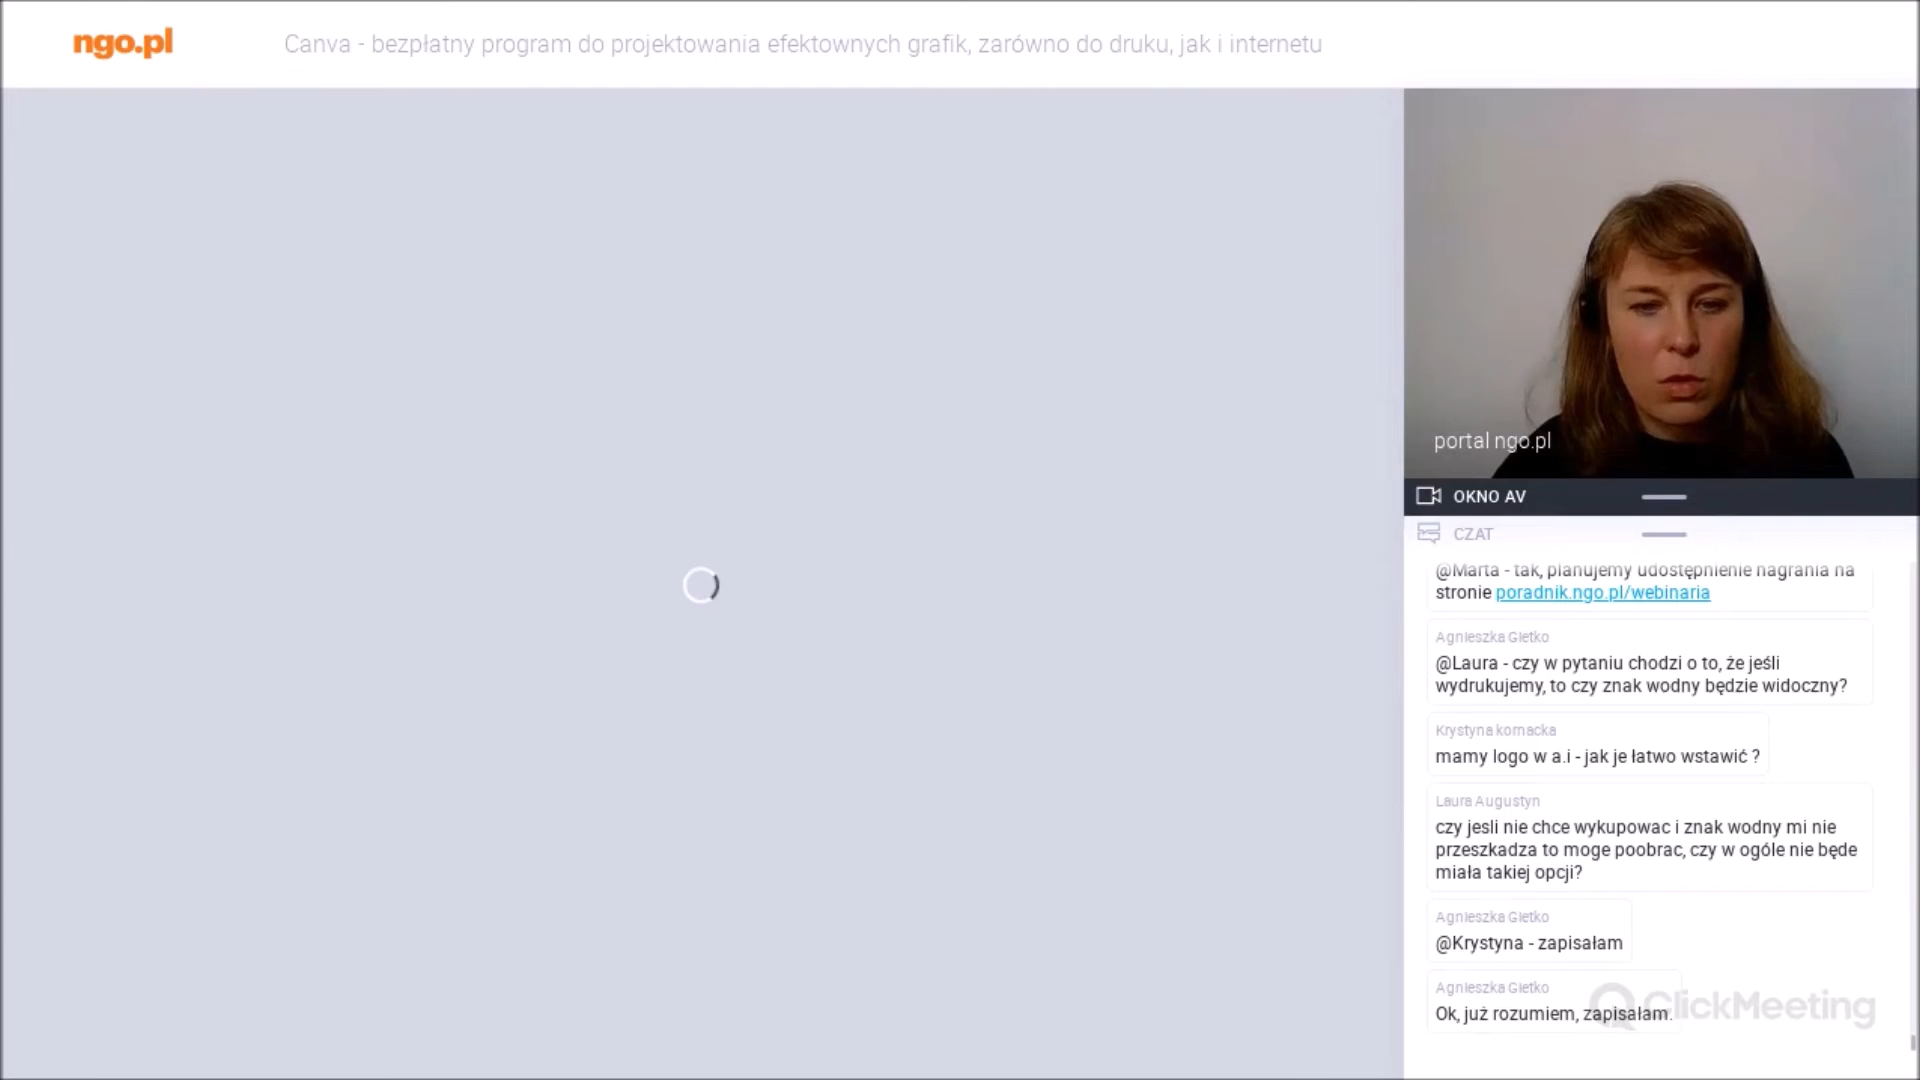 ngo.pl
Canva - bezpłatny program do projektowania efektownych grafik, zarówno do druku, jak i internetu
portal ngo.pl
OKNO AV
CZAT
@Marta - tak, planujemy udostępnienie nagrania na
stronie poradnik.ngo.pl/webinaria
Agnieszka Gietko
@Laura - czy w pytaniu chodzi o to, że jeśli
wydrukujemy, to czy znak wodny będzie widoczny?
Krystyna kornacka
mamy logo w a.i - jak je łatwo wstawić ?
Laura Augustyn
czy jesli nie chce wykupowac i znak wodny mi nie
przeszkadza to moge poobrac, czy w ogóle nie będe
miała takiej opcji?
Agnieszka Gietko
@Krystyna - zapisałam
Agnieszka Gietko
Ok, już rozumiem, zapisałam.
ClickMeeting